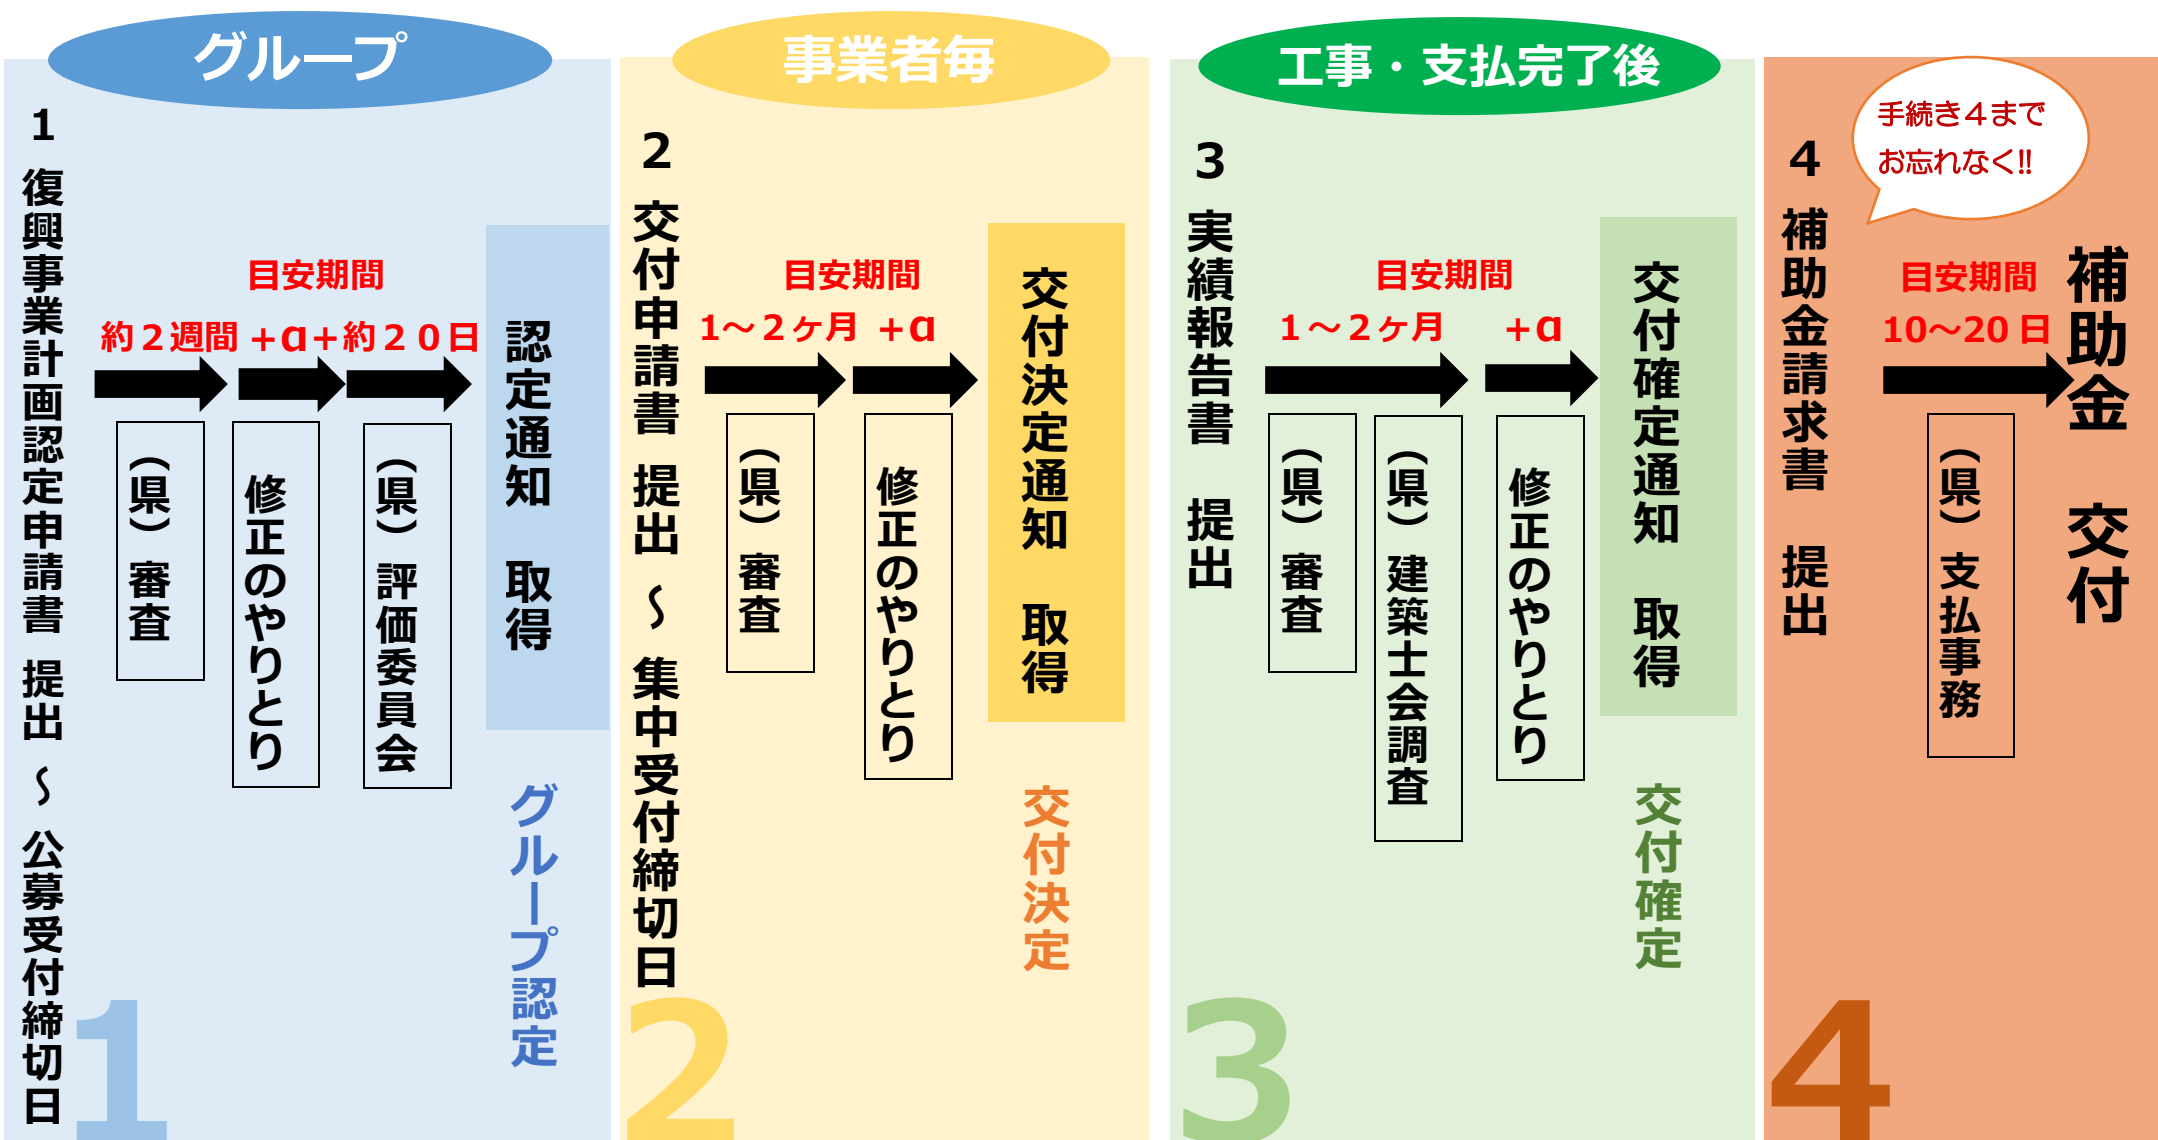 グループ
1 復興事業計画認定申請書 提出 ~ 公募受付締切日
目安期間
約2週間 +α+約20日
(県)審査
修正のやりとり
(県)評価委員会
認定通知 取得
グループ認定
1
事業者毎
2 交付申請書 提出 ~ 集中受付締切日
目安期間
1~2ヶ月 +α
(県)審査
修正のやりとり
交付決定通知 取得
交付決定
2
工事・支払完了後
3 実績報告書 提出
目安期間
1~2ヶ月 +α
(県)審査
(県)建築士会調査
修正のやりとり
交付確定通知 取得
交付確定
3
手続き4まで
お忘れなく!!
4 補助金請求書 提出
目安期間
10~20日
(県)支払事務
補助金 交付
4